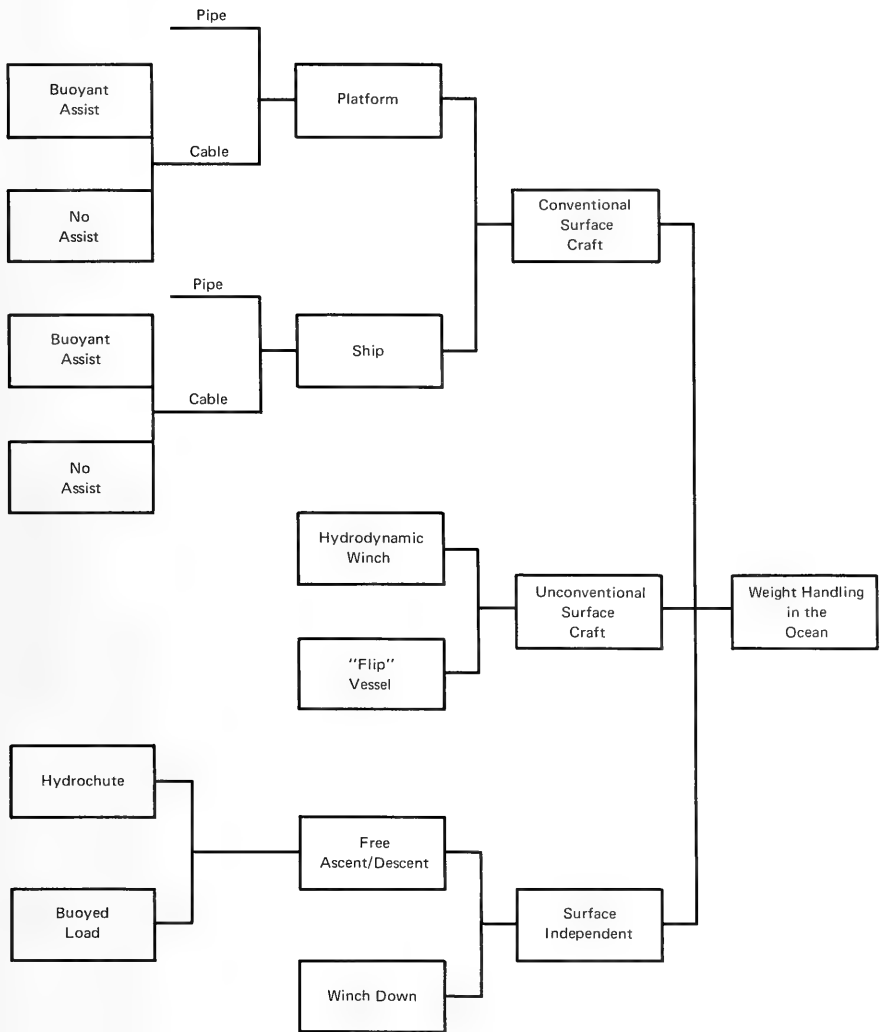 Pipe
Buoyant
Assist
Platform
Cable
No
Assist
Conventional
Surface
Craft
Pipe
Buoyant
Assist
Ship
Cable
No
Assist
Hydrodynamic
Winch
Unconventional
Surface
Craft
Weight Handling
in the
Ocean
"Flip"
Vessel
Hydrochute
Free
Ascent/Descent
Buoyed
Load
Surface
Independent
Winch Down